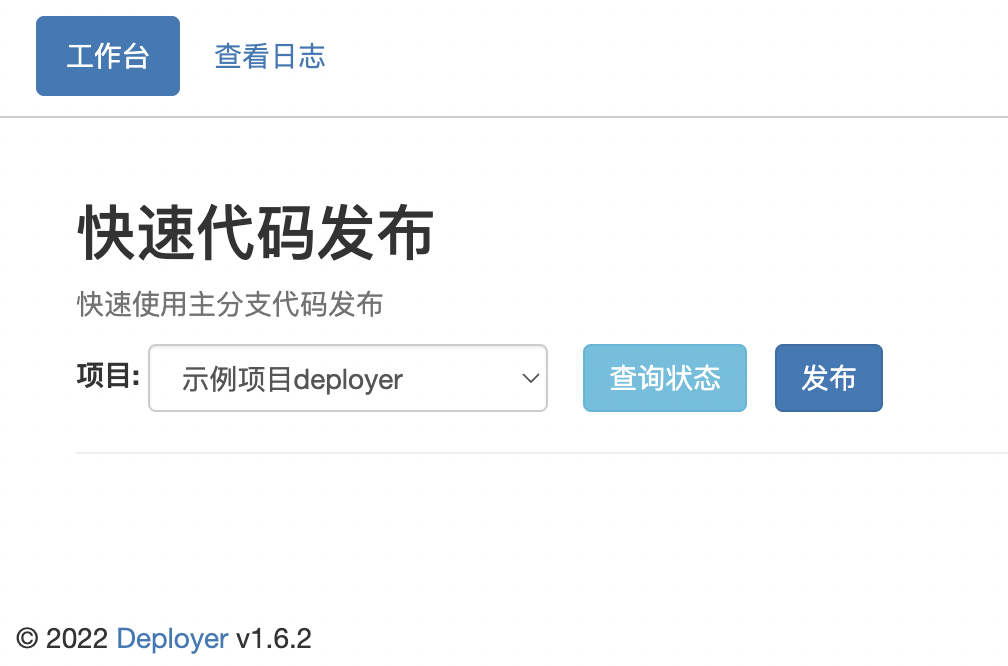 工作台 查看日志
快速代码发布
快速使用主分支代码发布
项目: 示例项目deployer 查询状态 发布
© 2022 Deployer v1.6.2